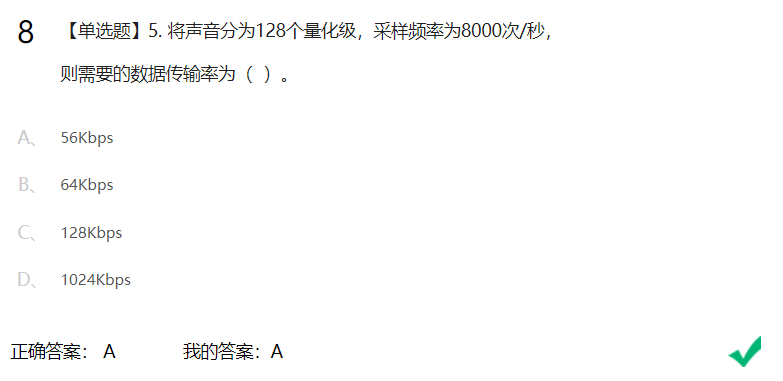 8 【单选题】5. 将声音分为128个量化级，采样频率为8000次/秒，
则需要的数据传输率为（ ）。
A、 56Kbps
B、 64Kbps
C、 128Kbps
D、 1024Kbps
正确答案： A 我的答案：A